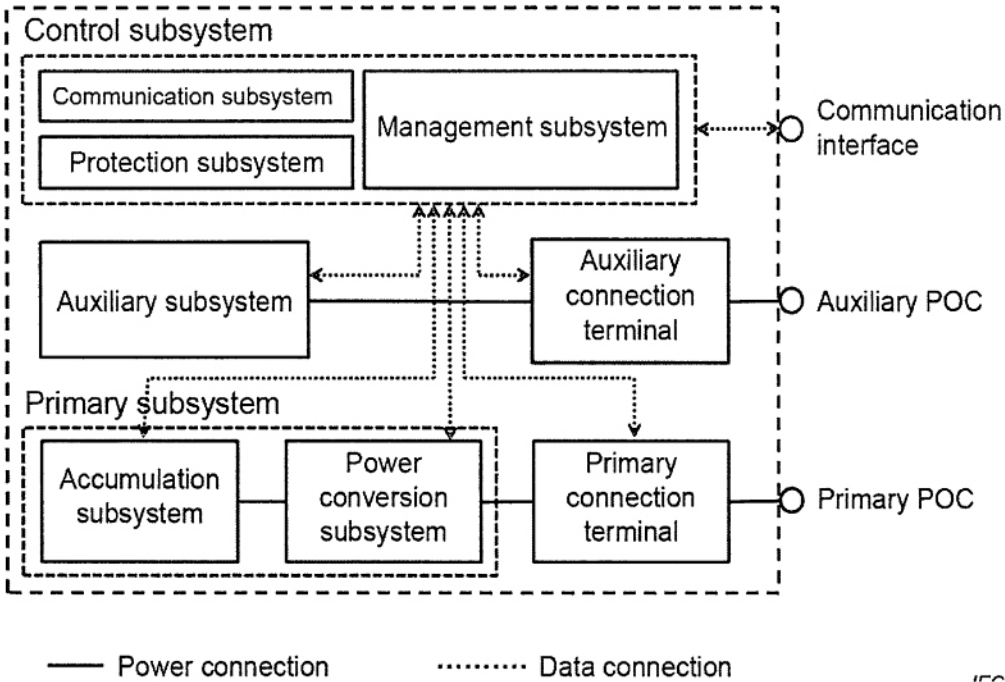 Control subsystem
Communication subsystem
Protection subsystem
Management subsystem
Communication
interface
Auxiliary subsystem
Auxiliary
connection
terminal
Auxiliary POC
Primary subsystem
Accumulation
subsystem
Power
conversion
subsystem
Primary
connection
terminal
Primary POC
Power connection
Data connection